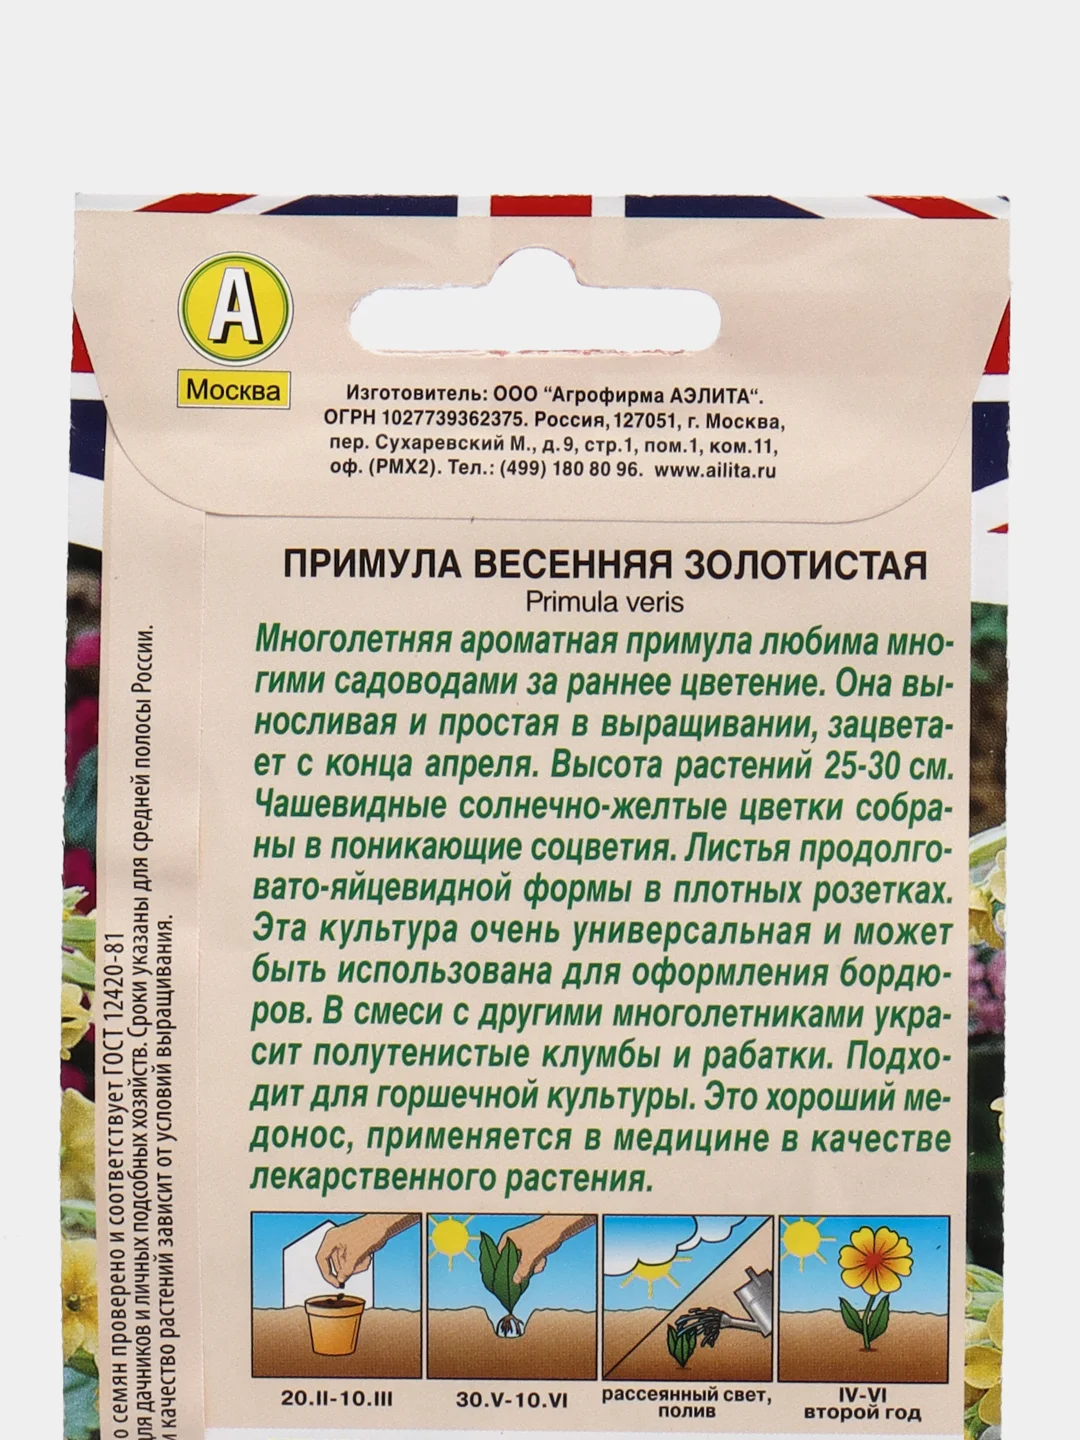 А
Москва
Изготовитель: ООО “Агрофирма АЭЛИТА“.
ОГРН 1027739362375. Россия,127051, г. Москва,
пер. Сухаревский М., д.9, стр.1, пом.1, ком.11,
оф. (РМХ2). Тел.: (499) 180 80 96. www.ailita.ru
ПРИМУЛА ВЕСЕННЯЯ ЗОЛОТИСТАЯ
Primula veris
Многолетняя ароматная примула любима мно-
гими садоводами за раннее цветение. Она вы-
носливая и простая в выращивании, зацвета-
ет с конца апреля. Высота растений 25-30 см.
Чашевидные солнечно-желтые цветки собра-
ны в поникающие соцветия. Листья продолго-
вато-яйцевидной формы в плотных розетках.
Эта культура очень универсальная и может
быть использована для оформления бордю-
ров. В смеси с другими многолетниками укра-
сит полутенистые клумбы и рабатки. Подхо-
дит для горшечной культуры. Это хороший ме-
донос, применяется в медицине в качестве
лекарственного растения.
20.II-10.III
30.V-10.VI
рассеянный свет,
полив
IV-VI
второй год
о семян проверено и соответствует ГОСТ 12420-81
для дачников и личных подсобных хозяйств. Сроки указаны для средней полосы России.
и качество растений зависит от условий выращивания.